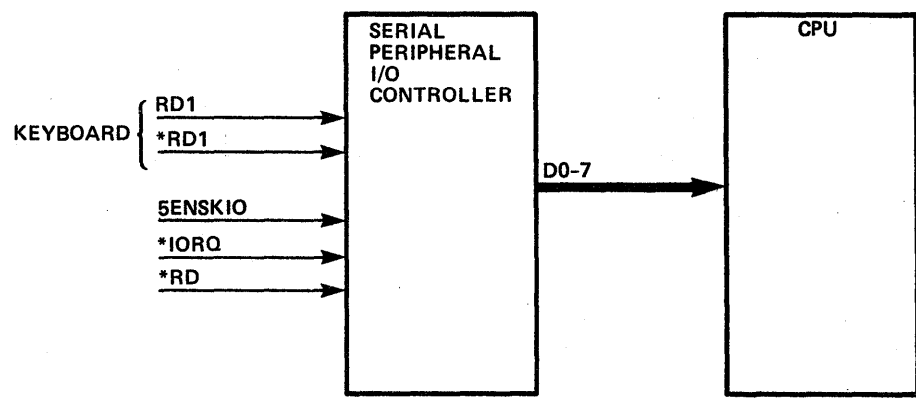 SERIAL
PERIPHERAL
I/O
CONTROLLER
CPU
KEYBOARD
RD1
*RD1
D0-7
5ENSKIO
*IORQ
*RD